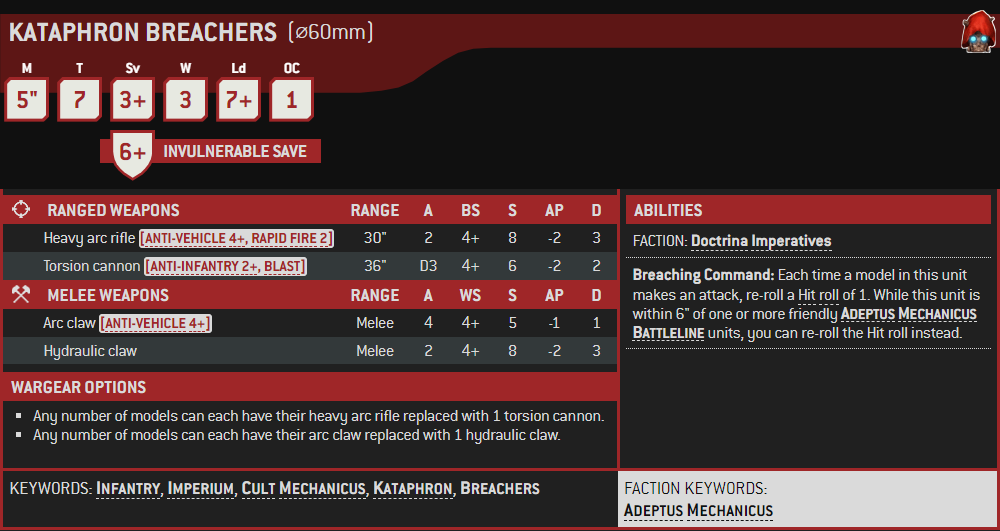 KATAPHRON BREACHERS (⌀60mm)
M T Sv W Ld OC
5" 7 3+ 3 7+ 1
6+ INVULNERABLE SAVE
RANGED WEAPONS RANGE A BS S AP D
Heavy arc rifle [ANTI-VEHICLE 4+, RAPID FIRE 2] 30" 2 4+ 8 -2 3
Torsion cannon [ANTI-INFANTRY 2+, BLAST] 36" D3 4+ 6 -2 2
MELEE WEAPONS RANGE A WS S AP D
Arc claw [ANTI-VEHICLE 4+] Melee 4 4+ 5 -1 1
Hydraulic claw Melee 2 4+ 8 -2 3
WARGEAR OPTIONS
▪ Any number of models can each have their heavy arc rifle replaced with 1 torsion cannon.
▪ Any number of models can each have their arc claw replaced with 1 hydraulic claw.
ABILITIES
FACTION: Doctrina Imperatives
Breaching Command: Each time a model in this unit
makes an attack, re-roll a Hit roll of 1. While this unit is
within 6" of one or more friendly ADEPTUS MECHANICUS
BATTLELINE units, you can re-roll the Hit roll instead.
KEYWORDS: INFANTRY, IMPERIUM, CULT MECHANICUS, KATAPHRON, BREACHERS
FACTION KEYWORDS:
ADEPTUS MECHANICUS